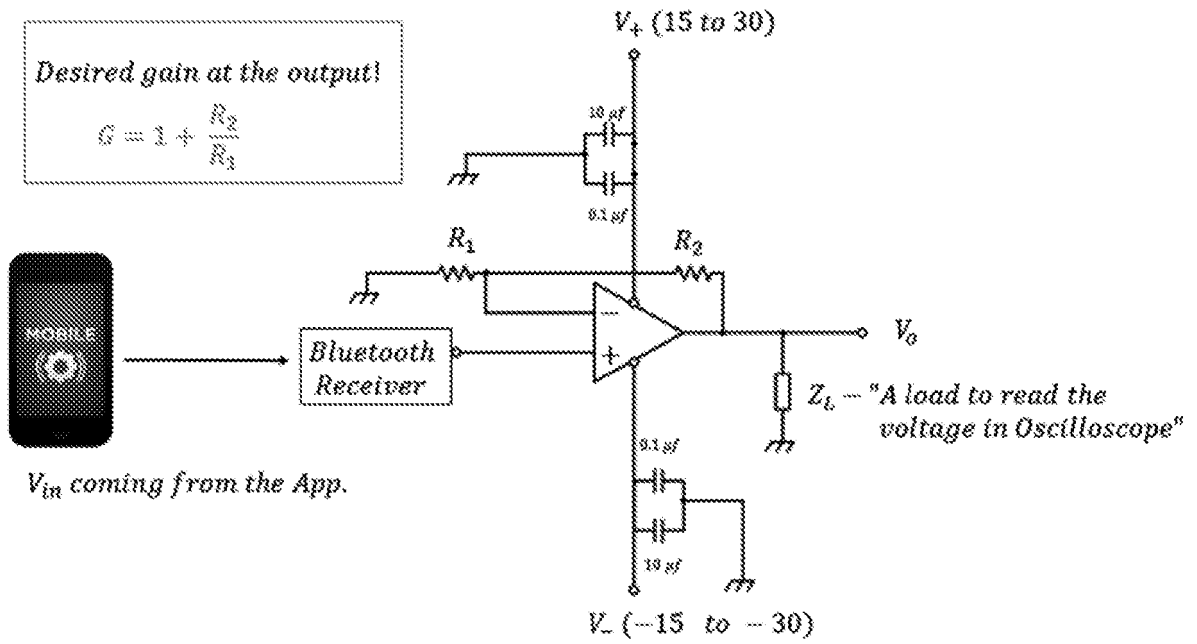 V₊ (15 to 30)
Desired gain at the output!
G = 1 + R₂/R₁
10 μf
0.1 μf
R₁
R₂
MOBILE
Bluetooth
Receiver
−
+
Vₒ
Z_L − "A load to read the
voltage in Oscilloscope"
V_in coming from the App.
0.1 μf
10 μf
V₋ (−15 to − 30)